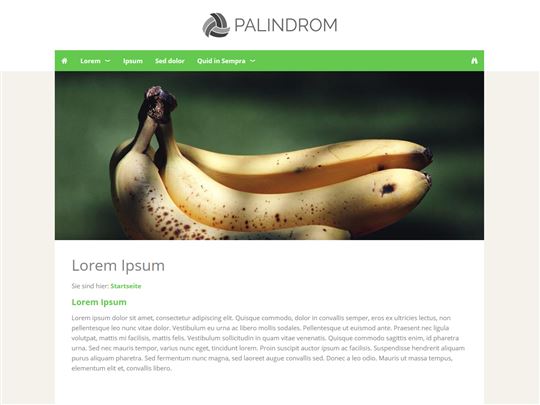 PALINDROM
Lorem Ipsum Sed dolor Quid in Sempra
Lorem Ipsum
Sie sind hier: Startseite
Lorem Ipsum
Lorem ipsum dolor sit amet, consectetur adipiscing elit. Quisque commodo, dolor in convallis semper, eros ex ultricies lectus, non
pellentesque leo nunc vitae dolor. Vestibulum eu urna ac libero mollis sodales. Pellentesque ut euismod ante. Praesent nec ligula
volutpat, mattis mi facilisis, mattis felis. Vestibulum sollicitudin in quam vitae venenatis. Quisque commodo sagittis enim, id pharetra
urna. Sed nec mauris tempor, varius nunc eget, tincidunt lorem. Proin suscipit auctor ipsum ac facilisis. Suspendisse hendrerit aliquam
purus aliquam pharetra. Sed fermentum nunc magna, sed laoreet augue convallis sed. Donec a leo odio. Mauris ut massa tempus,
elementum elit et, convallis libero.